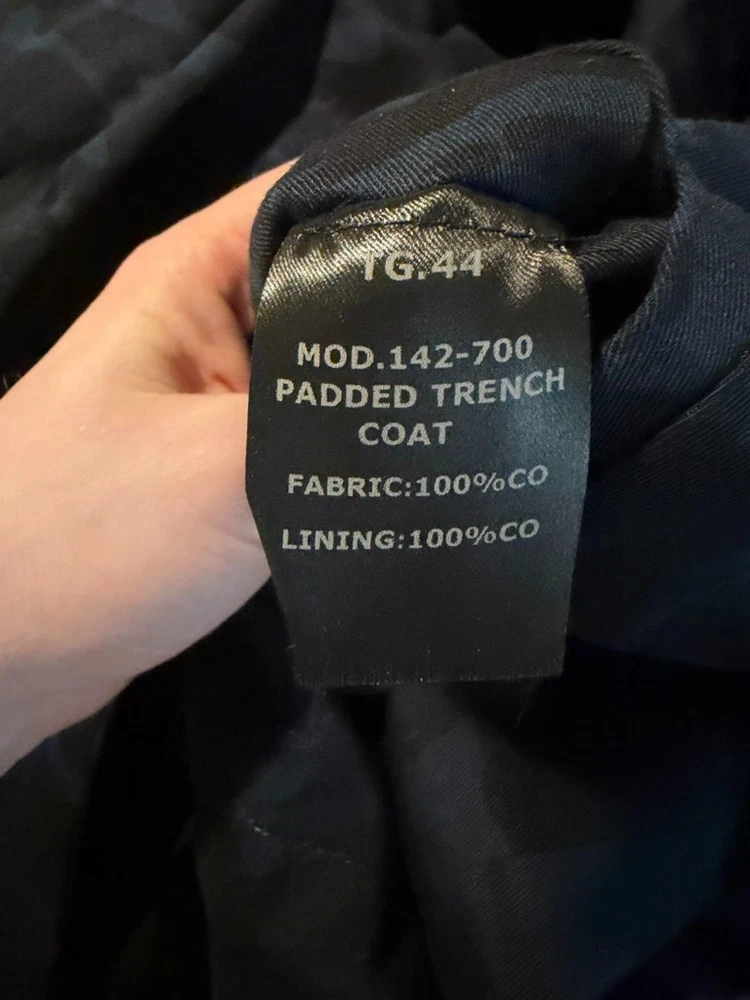 TG.44
MOD.142-700
PADDED TRENCH
COAT
FABRIC:100%CO
LINING:100%CO